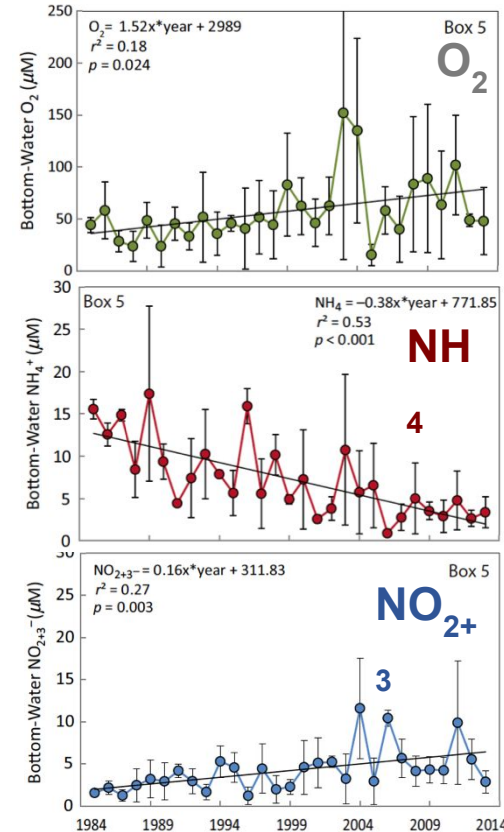 250
200
150
100
50
0
Bottom-Water O₂ (μM)
O₂= 1.52x*year + 2989
r² = 0.18
p = 0.024
Box 5
O₂
30
25
20
15
10
5
0
Bottom-Water NH₄⁺ (μM)
Box 5
NH₄ = –0.38x*year + 771.85
r² = 0.53
p < 0.001
NH
4
30
25
20
15
10
5
0
Bottom-Water NO₂₊₃⁻(μM)
NO₂₊₃– = 0.16x*year + 311.83
r² = 0.27
p = 0.003
Box 5
NO₂₊
3
1984 1989 1994 1999 2004 2009 2014